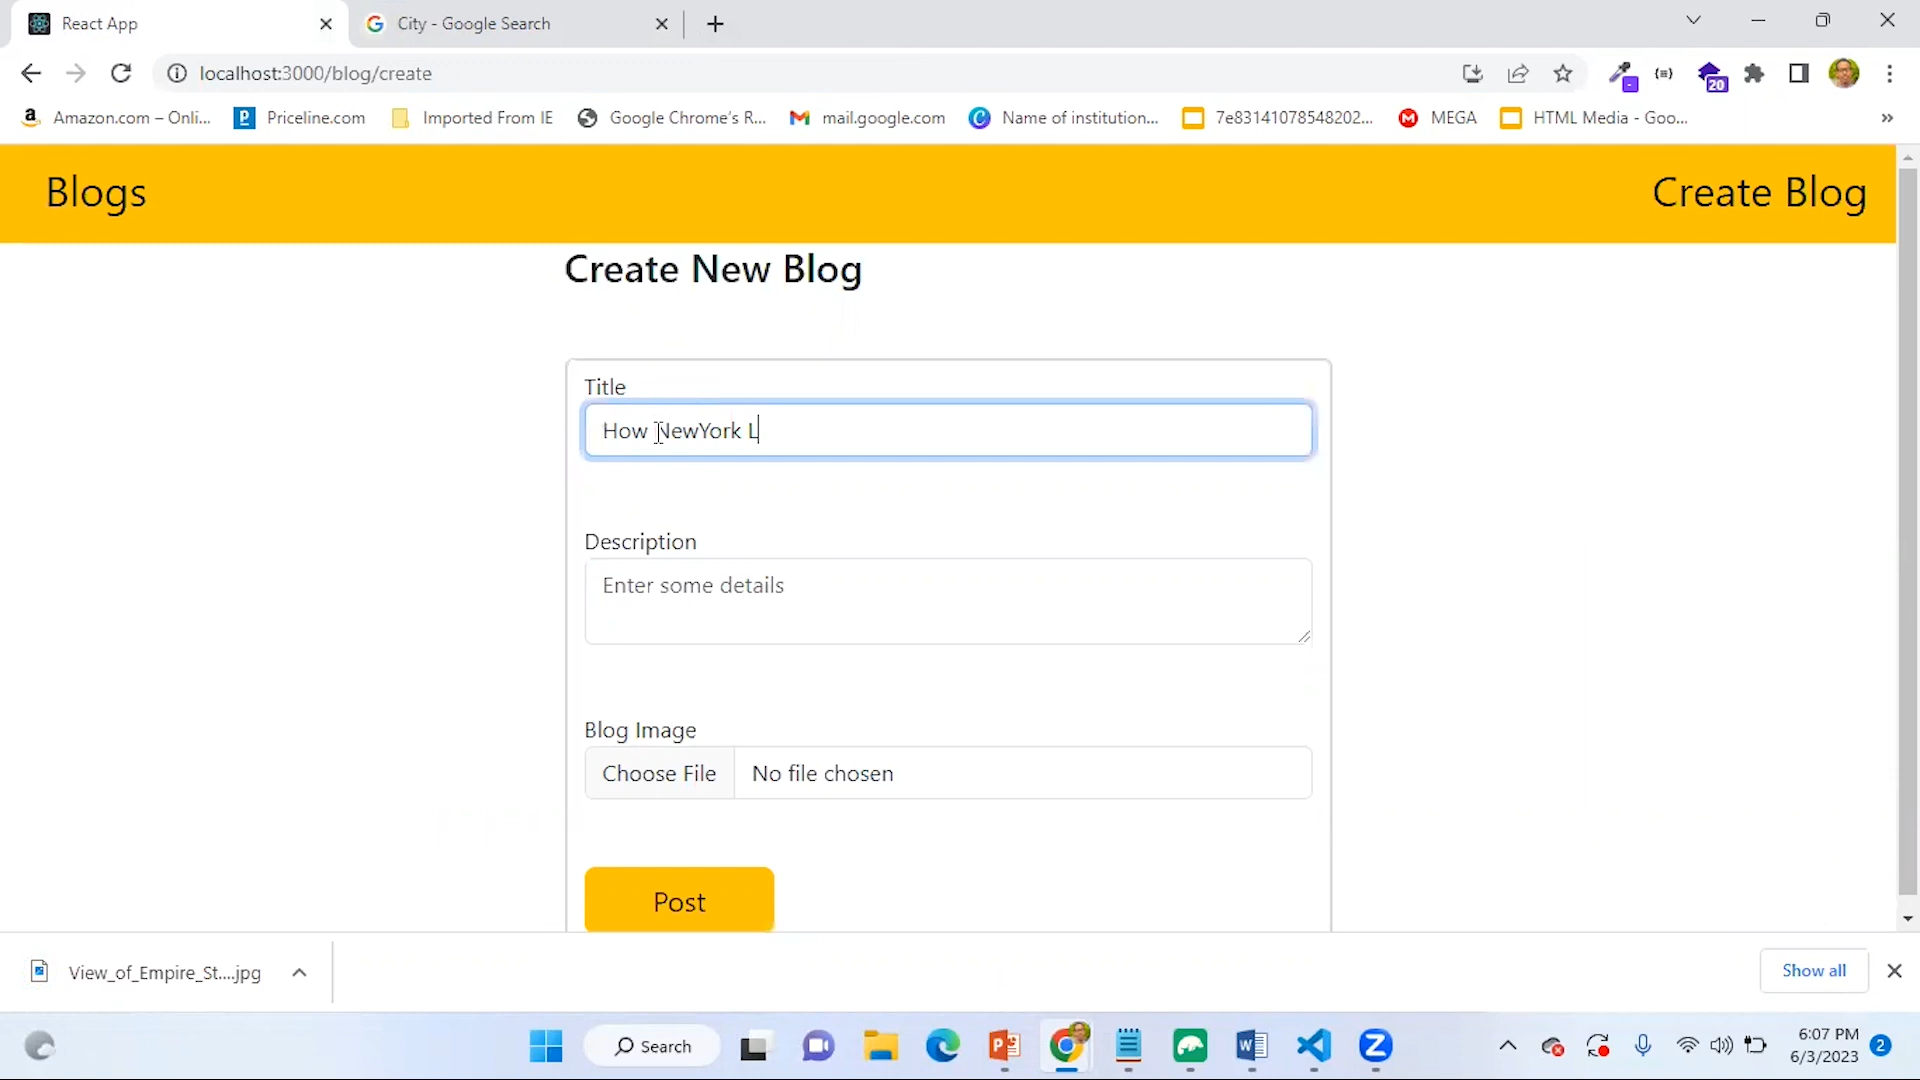 React App
City - Google Search
localhost:3000/blog/create
20
Amazon.com – Onli...
Priceline.com
Imported From IE
Google Chrome's R...
mail.google.com
Name of institution...
7e83141078548202...
MEGA
HTML Media - Goo...
»
Blogs
Create Blog
Create New Blog
Title
How NewYork L
Description
Enter some details
Blog Image
Choose File
No file chosen
Post
View_of_Empire_St....jpg
Show all
Search
6:07 PM
6/3/2023
2